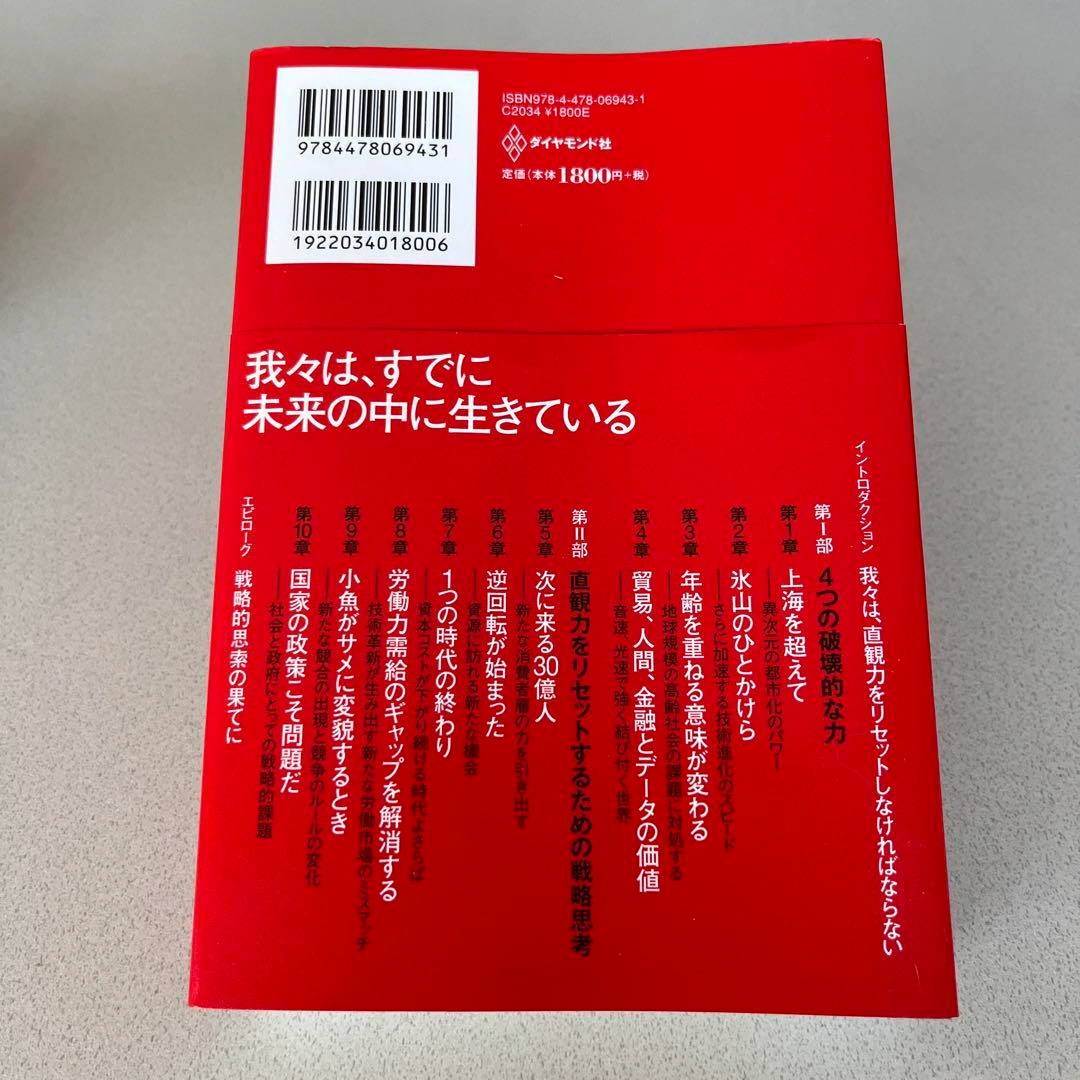 9784478069431
1922034018006
ISBN978-4-478-06943-1
C2034 ¥1800E
ダイヤモンド社
定価(本体1800円+税)
我々は、すでに
未来の中に生きている
イントロダクション 我々は、直観力をリセットしなければならない
第Ⅰ部 4つの破壊的な力
第1章 上海を超えて
——異次元の都市化のパワー
第2章 氷山のひとかけら
——さらに加速する技術進化のスピード
第3章 年齢を重ねる意味が変わる
——地球規模の高齢社会の課題に対処する
第4章 貿易、人間、金融とデータの価値
——音速、光速で強く結び付く世界
第Ⅱ部 直観力をリセットするための戦略思考
第5章 次に来る30億人
——新たな消費者層の力を引き出す
第6章 逆回転が始まった
——資源に訪れる新たな機会
第7章 1つの時代の終わり
——資本コストが下がり続ける時代よさらば
第8章 労働力需給のギャップを解消する
——技術革新が生み出す新たな労働市場のミスマッチ
第9章 小魚がサメに変貌するとき
——新たな競合の出現と競争のルールの変化
第10章 国家の政策こそ問題だ
——社会と政府にとっての戦略的課題
エピローグ 戦略的思索の果てに